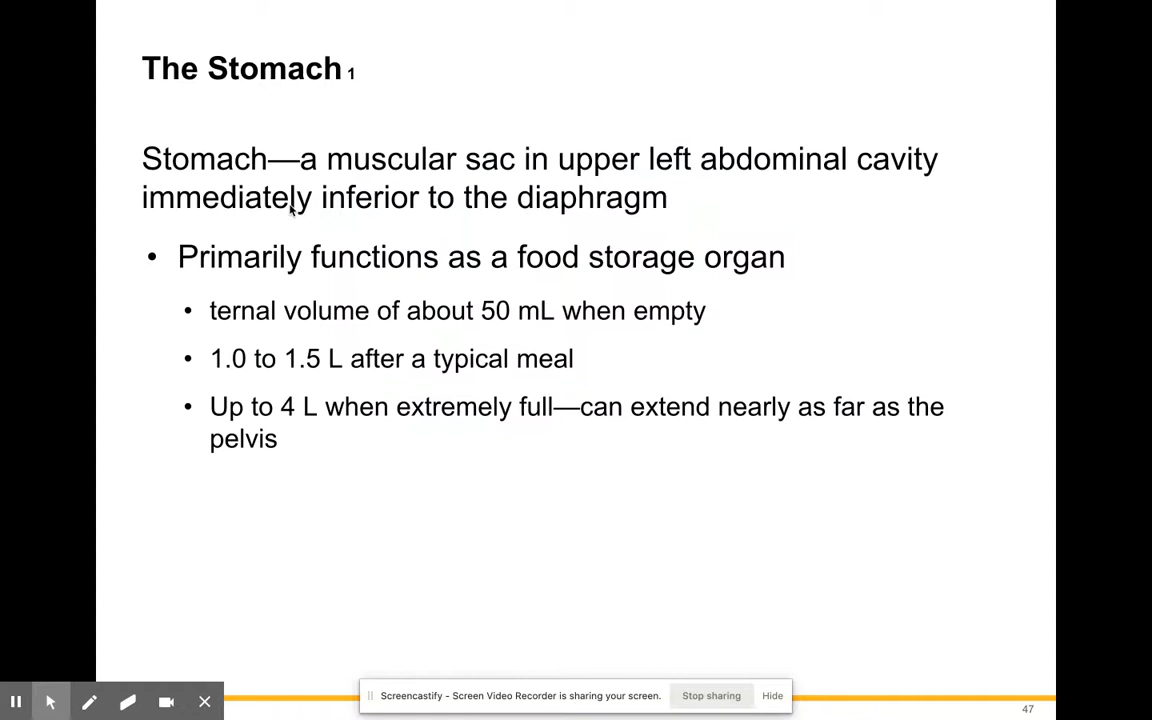 The Stomach 1
Stomach—a muscular sac in upper left abdominal cavity
immediately inferior to the diaphragm
• Primarily functions as a food storage organ
• ternal volume of about 50 mL when empty
• 1.0 to 1.5 L after a typical meal
• Up to 4 L when extremely full—can extend nearly as far as the
pelvis
Screencastify - Screen Video Recorder is sharing your screen. Stop sharing Hide
47